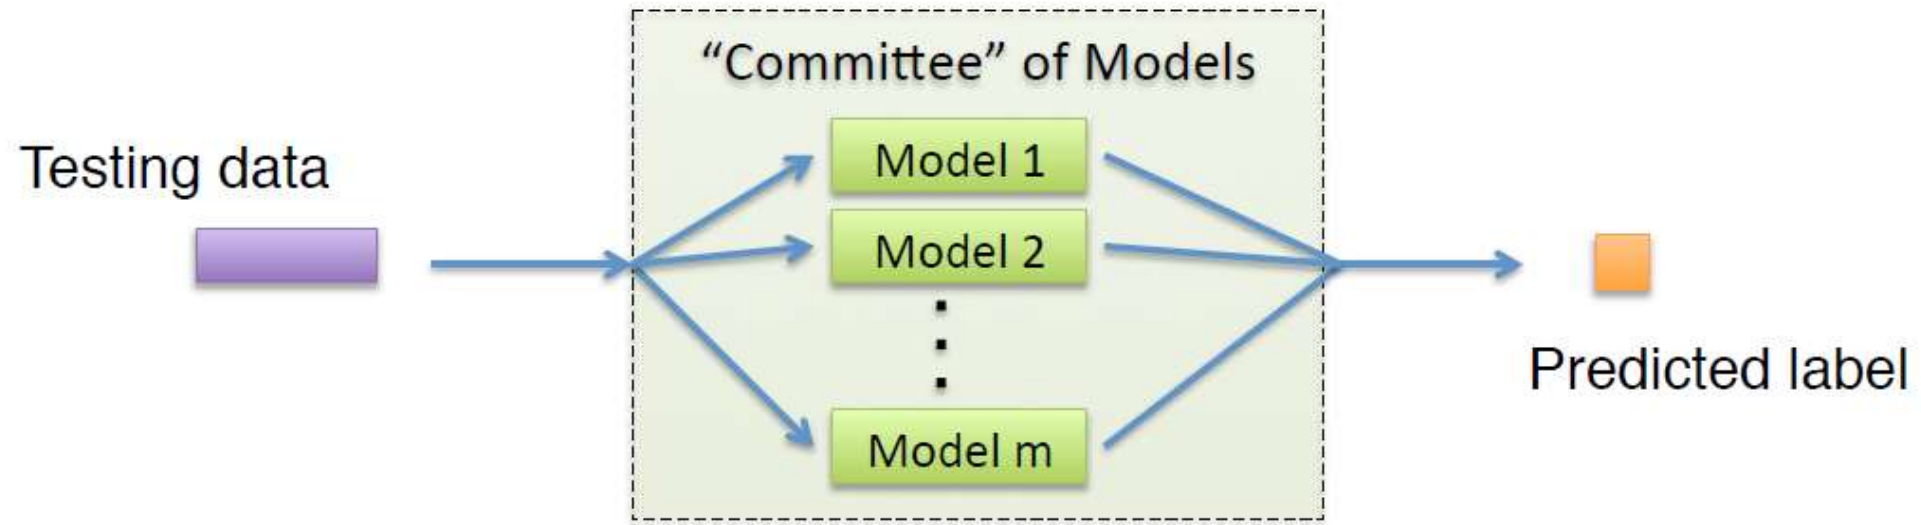 “Committee” of Models
Testing data
Model 1
Model 2
Model m
Predicted label